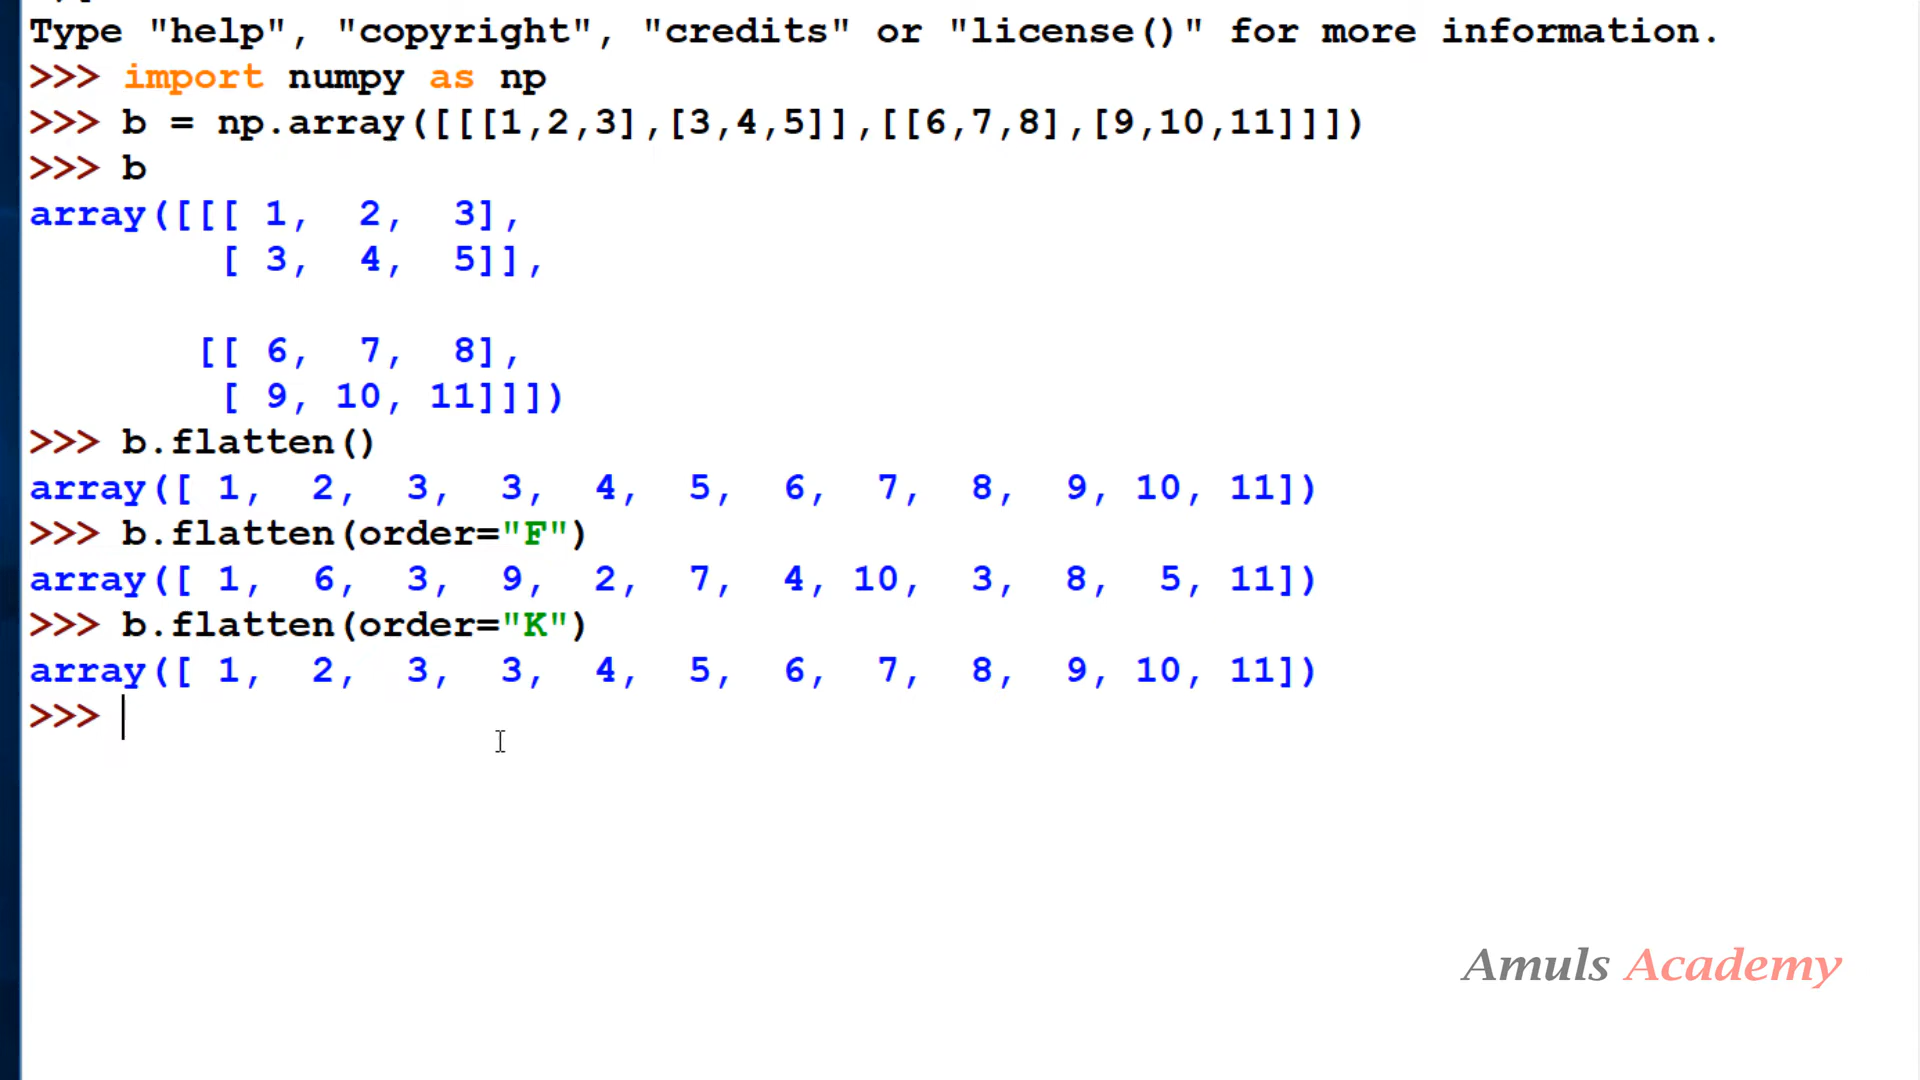 Type "help", "copyright", "credits" or "license()" for more information.
>>> import numpy as np
>>> b = np.array([[[1,2,3],[3,4,5]],[[6,7,8],[9,10,11]]])
>>> b
array([[[ 1,  2,  3],
        [ 3,  4,  5]],

       [[ 6,  7,  8],
        [ 9, 10, 11]]])
>>> b.flatten()
array([ 1,  2,  3,  3,  4,  5,  6,  7,  8,  9, 10, 11])
>>> b.flatten(order="F")
array([ 1,  6,  3,  9,  2,  7,  4, 10,  3,  8,  5, 11])
>>> b.flatten(order="K")
array([ 1,  2,  3,  3,  4,  5,  6,  7,  8,  9, 10, 11])
>>>
Amuls Academy